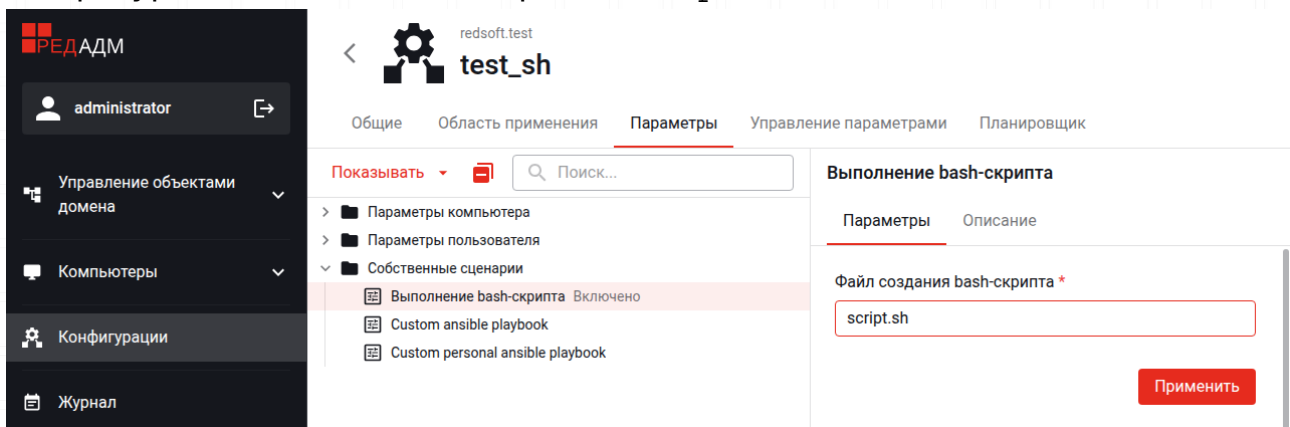 РЕДАДМ
administrator
Управление объектами
домена
Компьютеры
Конфигурации
Журнал
redsoft.test
test_sh
Общие Область применения Параметры Управление параметрами Планировщик
Показывать Поиск...
Параметры компьютера
Параметры пользователя
Собственные сценарии
Выполнение bash-скрипта Включено
Custom ansible playbook
Custom personal ansible playbook
Выполнение bash-скрипта
Параметры Описание
Файл создания bash-скрипта *
script.sh
Применить